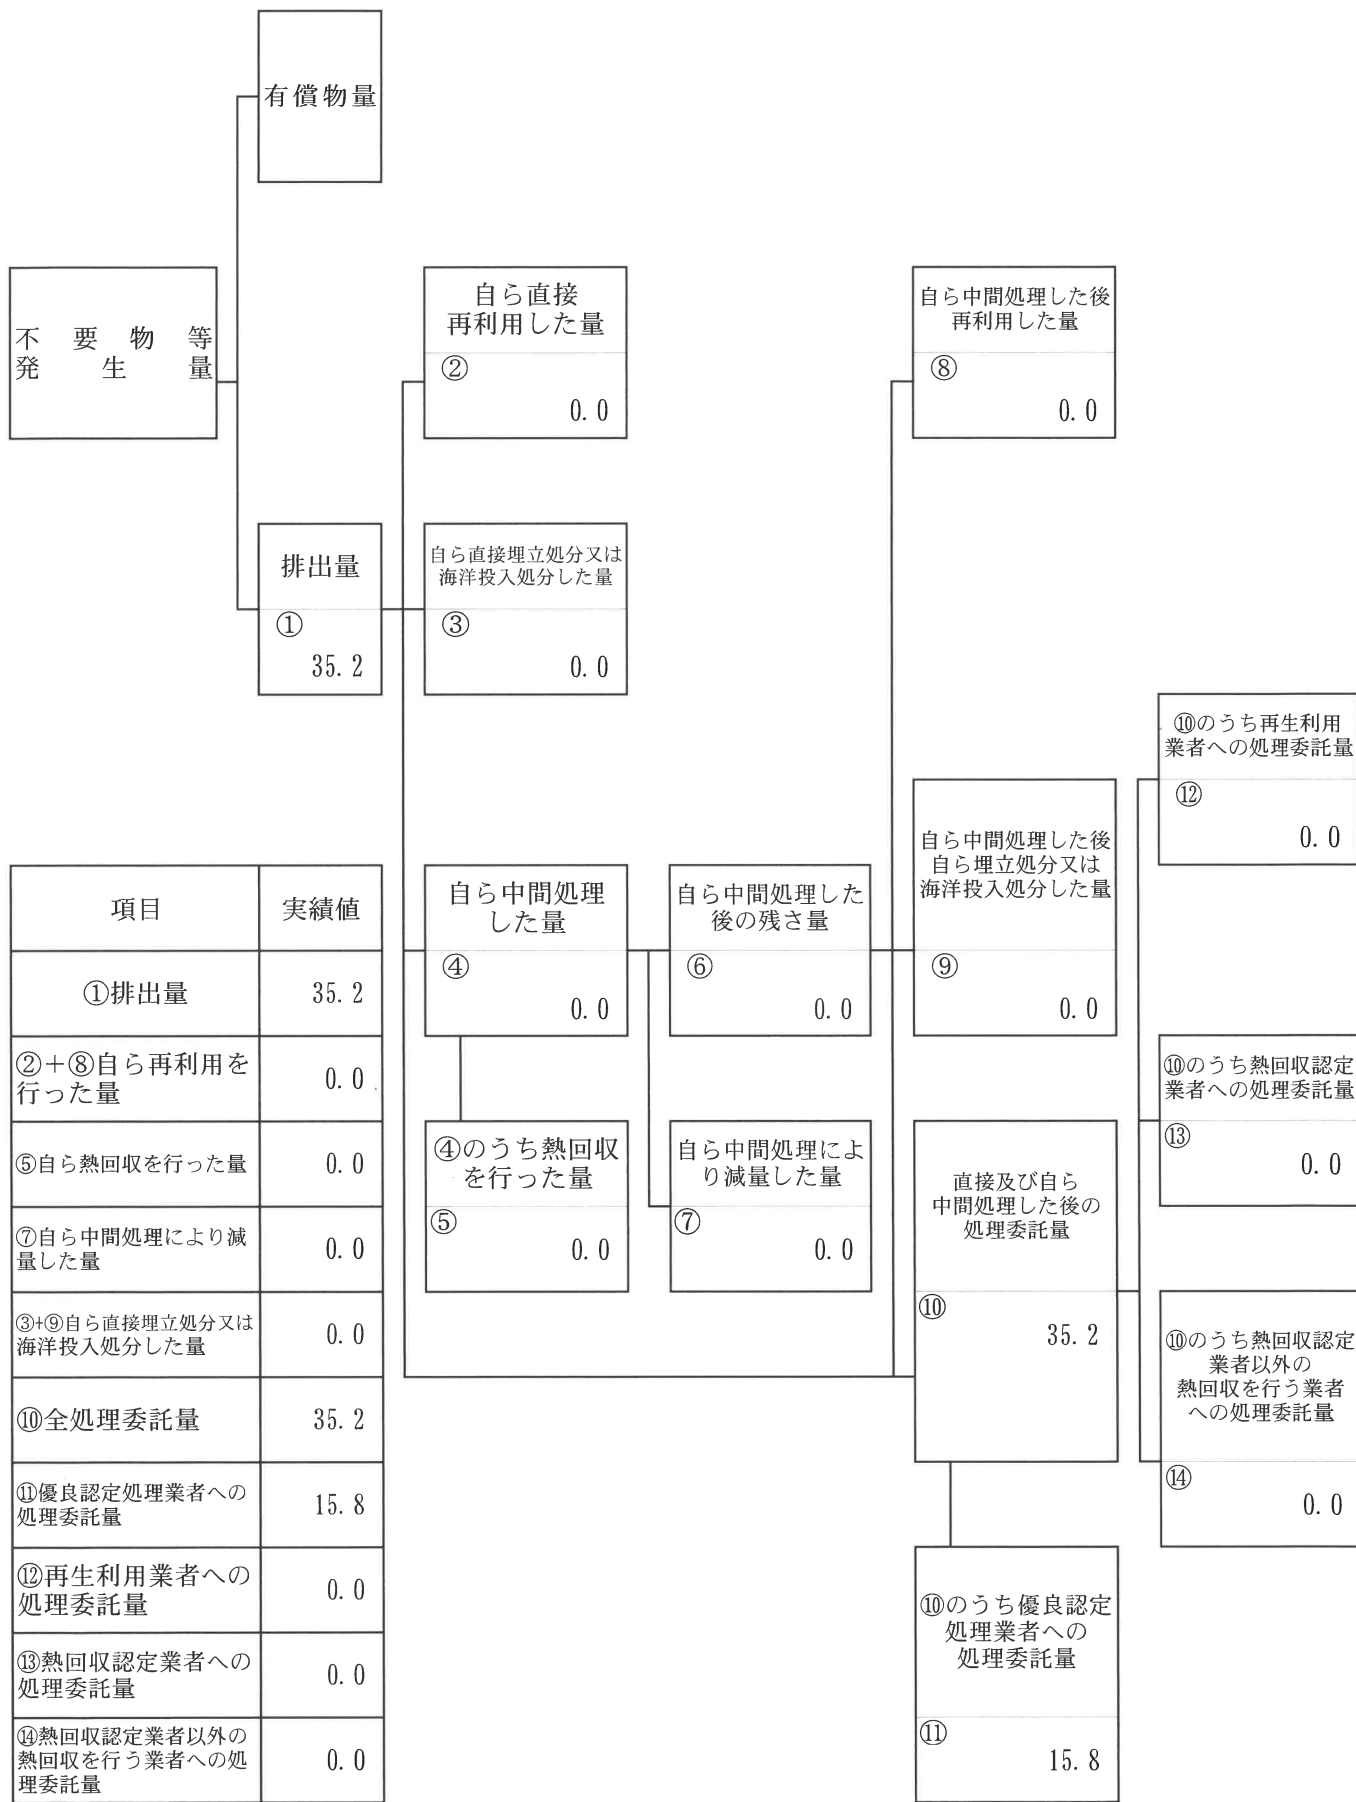 有償物量
不要物等
発生量
自ら直接
再利用した量
②
0.0
自ら中間処理した後
再利用した量
⑧
0.0
排出量
①
35.2
自ら直接埋立処分又は
海洋投入処分した量
③
0.0
⑩のうち再生利用
業者への処理委託量
⑫
0.0
自ら中間処理した後
自ら埋立処分又は
海洋投入処分した量
⑨
0.0
自ら中間処理
した量
④
0.0
自ら中間処理した
後の残さ量
⑥
0.0
⑩のうち熱回収認定
業者への処理委託量
⑬
0.0
④のうち熱回収
を行った量
⑤
0.0
自ら中間処理によ
り減量した量
⑦
0.0
直接及び自ら
中間処理した後の
処理委託量
⑩
35.2
⑩のうち熱回収認定
業者以外の
熱回収を行う業者
への処理委託量
⑭
0.0
⑩のうち優良認定
処理業者への
処理委託量
⑪
15.8
項目 実績値
①排出量 35.2
②+⑧自ら再利用を
行った量 0.0
⑤自ら熱回収を行った量 0.0
⑦自ら中間処理により減
量した量 0.0
③+⑨自ら直接埋立処分又は
海洋投入処分した量 0.0
⑩全処理委託量 35.2
⑪優良認定処理業者への
処理委託量 15.8
⑫再生利用業者への
処理委託量 0.0
⑬熱回収認定業者への
処理委託量 0.0
⑭熱回収認定業者以外の
熱回収を行う業者への処
理委託量 0.0